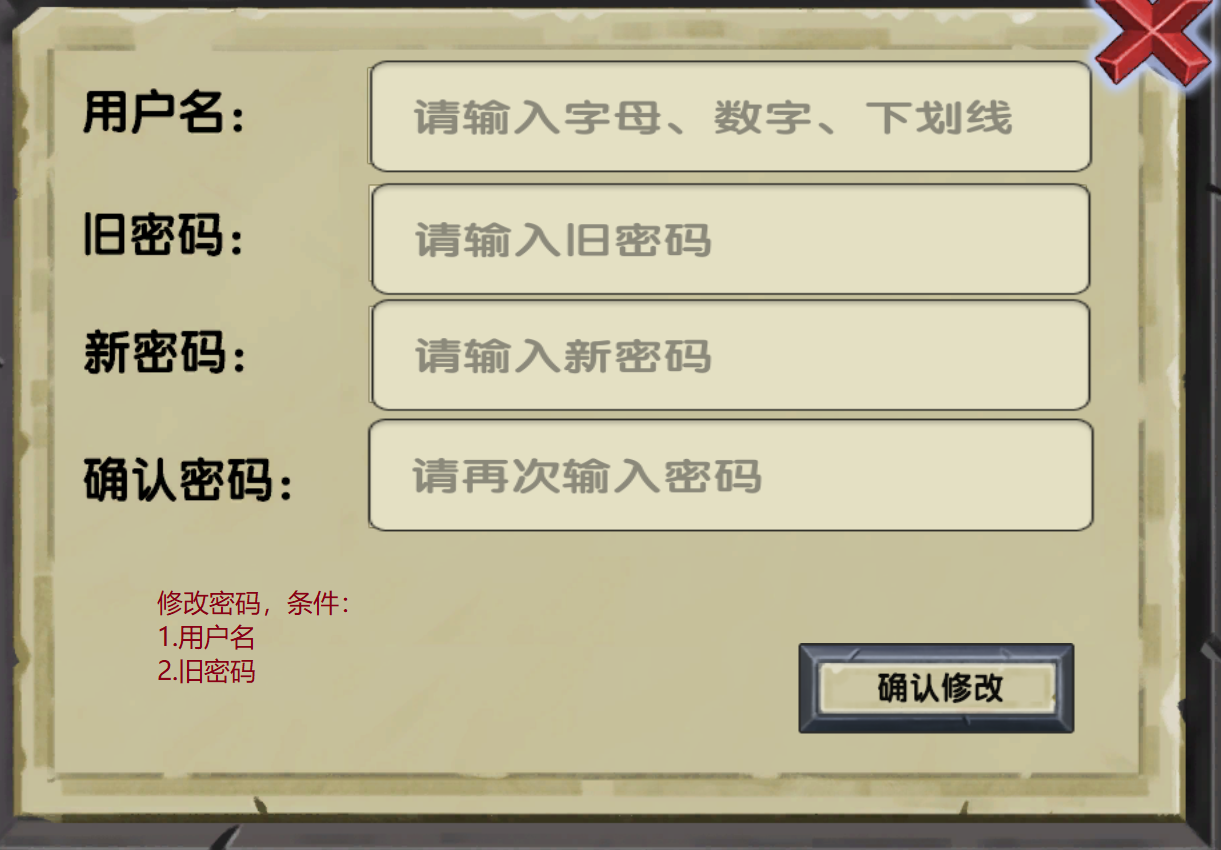 用户名：
请输入字母、数字、下划线
旧密码：
请输入旧密码
新密码：
请输入新密码
确认密码：
请再次输入密码
修改密码，条件：
1.用户名
2.旧密码
确认修改